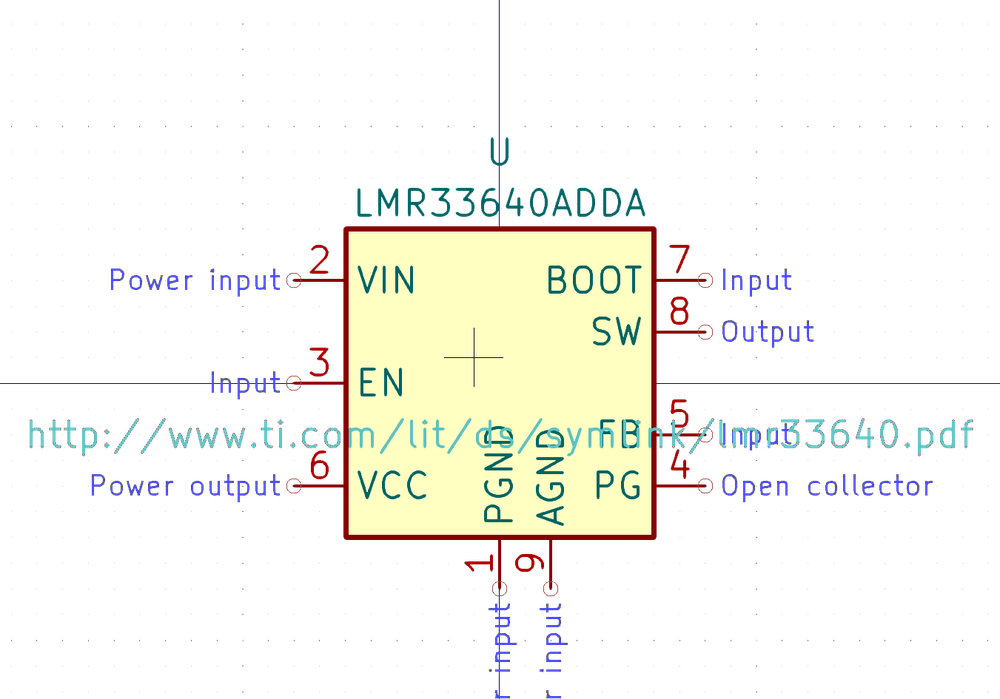 U
LMR33640ADDA
Power input 2 VIN BOOT 7 Input
SW 8 Output
Input 3 EN
http://www.ti.com/lit/ds/symlink/lmr33640.pdf
FB 5 Input
Power output 6 VCC PG 4 Open collector
PGND AGND
1 9
input input